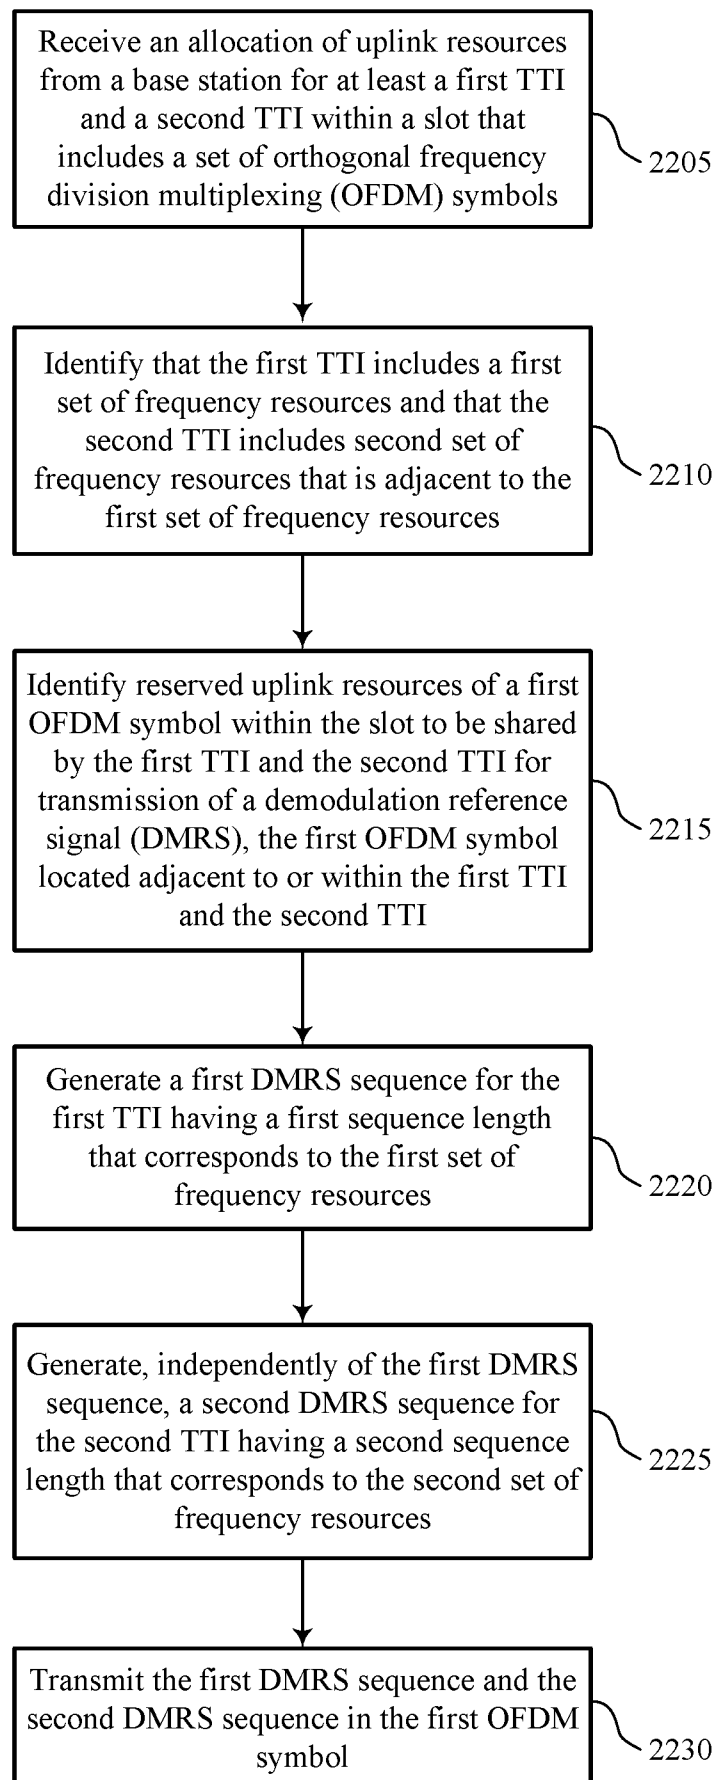 Receive an allocation of uplink resources
from a base station for at least a first TTI
and a second TTI within a slot that
includes a set of orthogonal frequency
division multiplexing (OFDM) symbols
2205
Identify that the first TTI includes a first
set of frequency resources and that the
second TTI includes second set of
frequency resources that is adjacent to the
first set of frequency resources
2210
Identify reserved uplink resources of a first
OFDM symbol within the slot to be shared
by the first TTI and the second TTI for
transmission of a demodulation reference
signal (DMRS), the first OFDM symbol
located adjacent to or within the first TTI
and the second TTI
2215
Generate a first DMRS sequence for the
first TTI having a first sequence length
that corresponds to the first set of
frequency resources
2220
Generate, independently of the first DMRS
sequence, a second DMRS sequence for
the second TTI having a second sequence
length that corresponds to the second set of
frequency resources
2225
Transmit the first DMRS sequence and the
second DMRS sequence in the first OFDM
symbol
2230